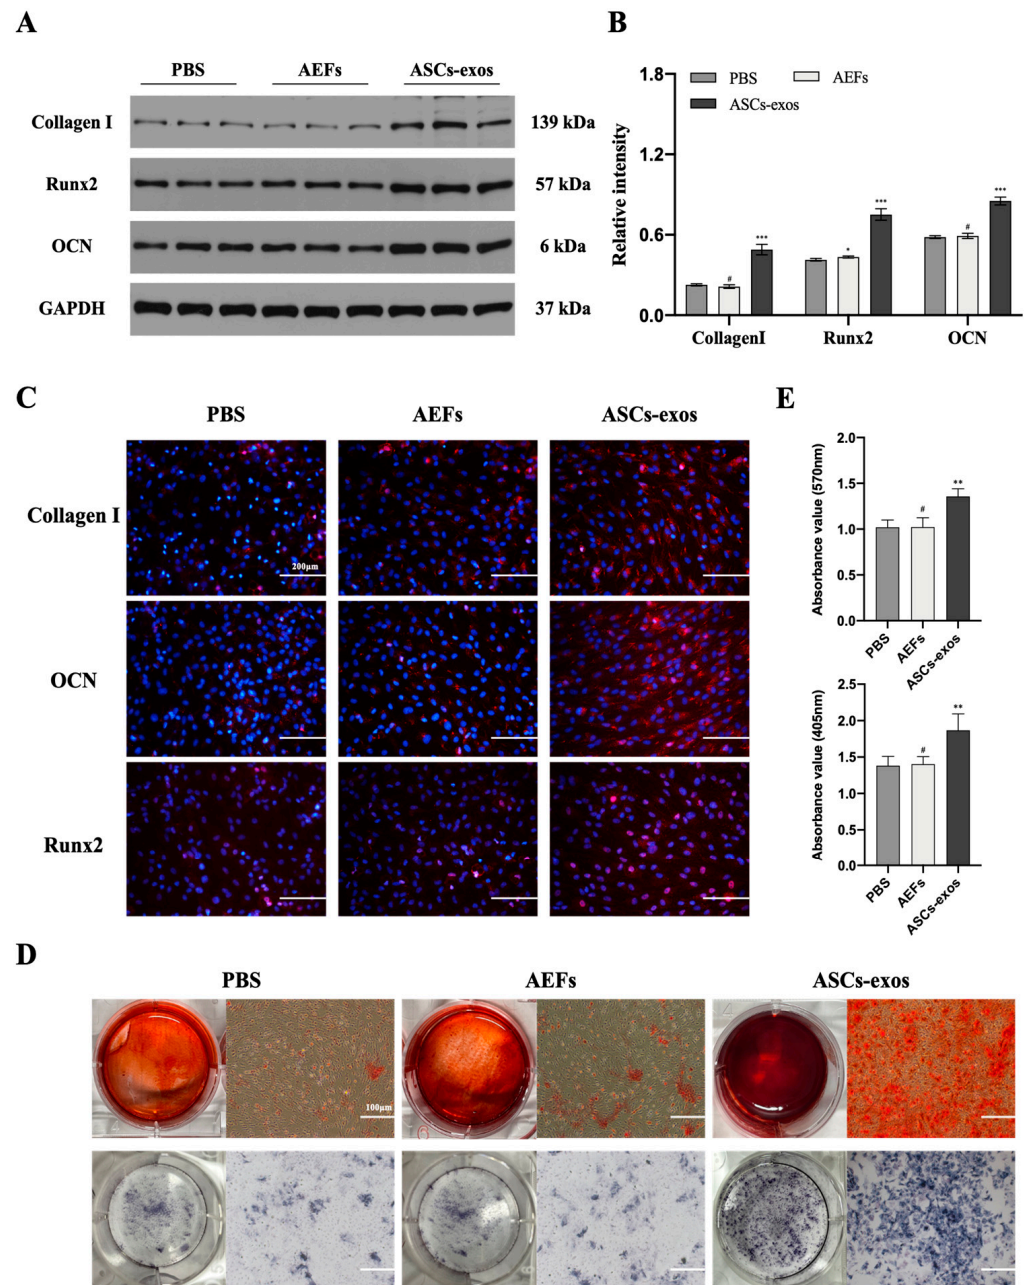 A
PBS AEFs ASCs-exos
Collagen I 139 kDa
Runx2 57 kDa
OCN 6 kDa
GAPDH 37 kDa
B
PBS AEFs
ASCs-exos
Relative intensity
1.8
1.2
0.6
0.0
# ***
* ***
# ***
CollagenI Runx2 OCN
C
PBS AEFs ASCs-exos
Collagen I
200μm
OCN
Runx2
E
Absorbance value (570nm)
2.0
1.5
1.0
0.5
0.0
# **
PBS AEFs ASCs-exos
Absorbance value (405nm)
2.5
2.0
1.5
1.0
0.5
0.0
# **
PBS AEFs ASCs-exos
D
PBS AEFs ASCs-exos
100μm